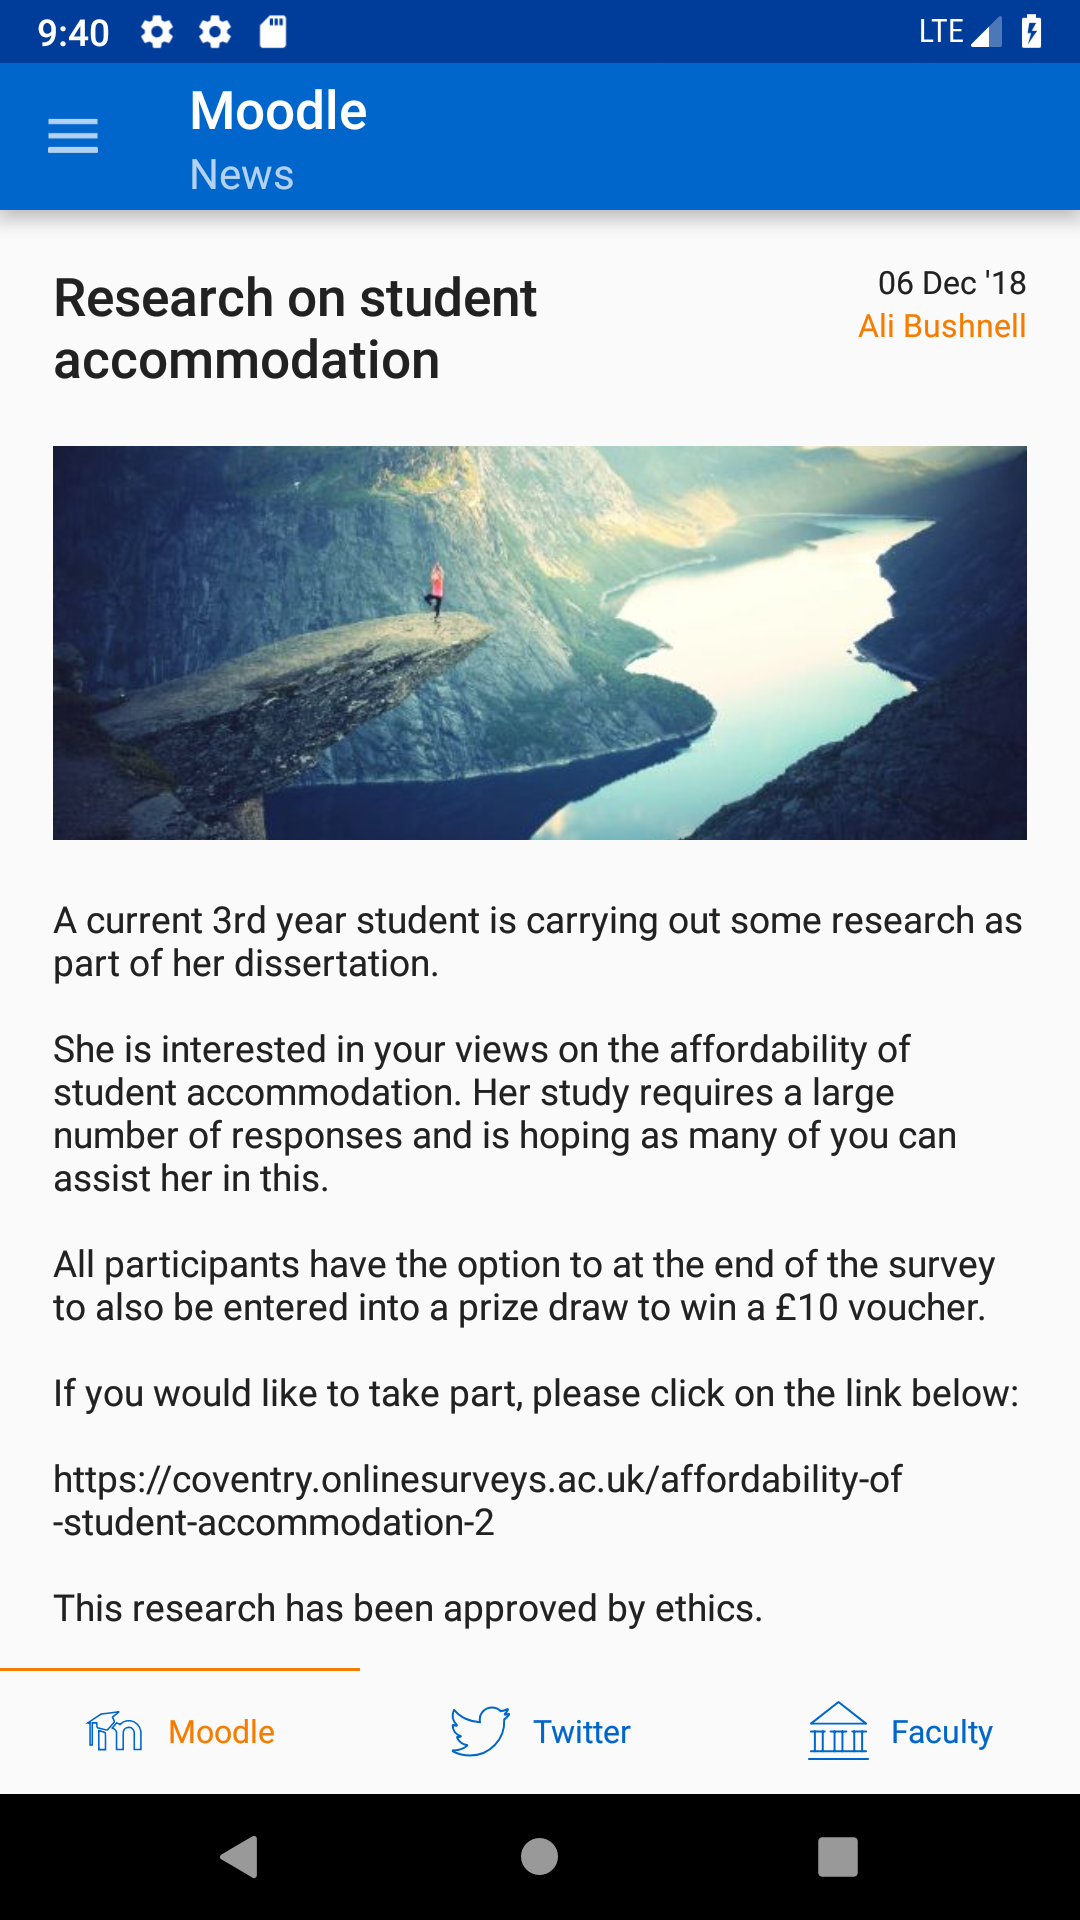 9:40
LTE
Moodle
News
Research on student
accommodation
06 Dec '18
Ali Bushnell
A current 3rd year student is carrying out some research as
part of her dissertation.
She is interested in your views on the affordability of
student accommodation. Her study requires a large
number of responses and is hoping as many of you can
assist her in this.
All participants have the option to at the end of the survey
to also be entered into a prize draw to win a £10 voucher.
If you would like to take part, please click on the link below:
https://coventry.onlinesurveys.ac.uk/affordability-of
-student-accommodation-2
This research has been approved by ethics.
Moodle
Twitter
Faculty